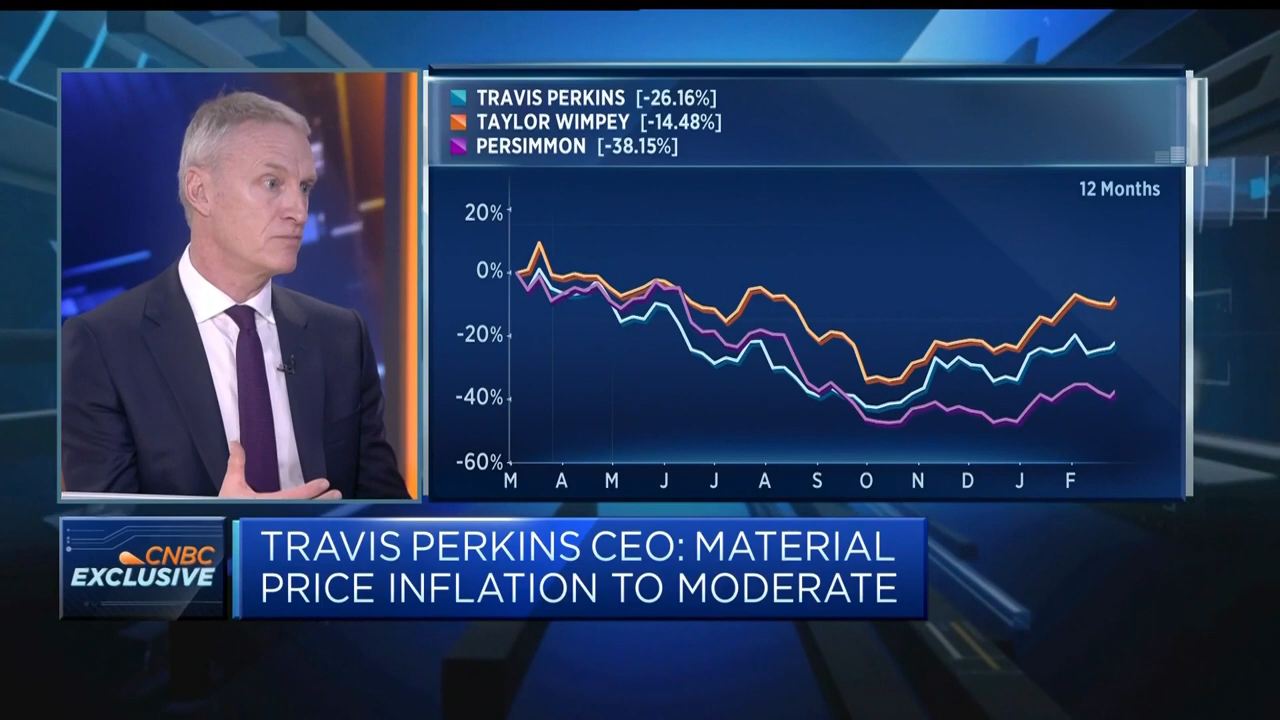 TRAVIS PERKINS [-26.16%]
TAYLOR WIMPEY [-14.48%]
PERSIMMON [-38.15%]
12 Months
20%
0%
-20%
-40%
-60%
M A M J J A S O N D J F
CNBC
EXCLUSIVE
TRAVIS PERKINS CEO: MATERIAL
PRICE INFLATION TO MODERATE